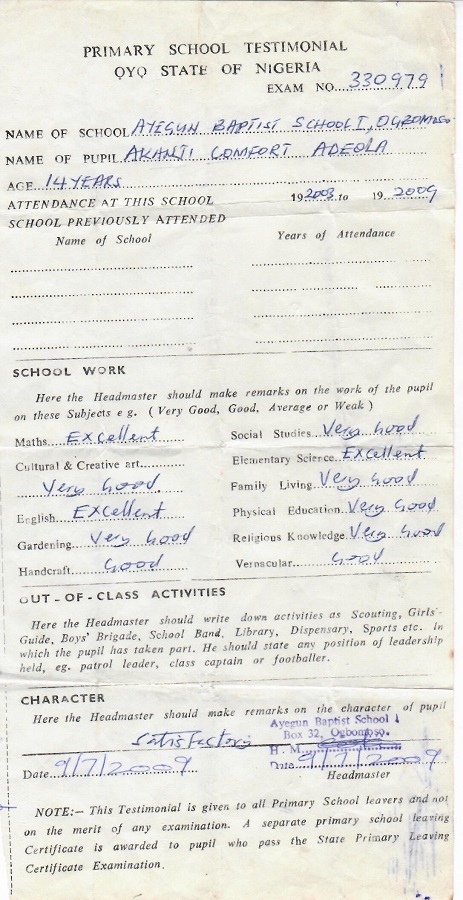 PRIMARY SCHOOL TESTIMONIAL
OYO STATE OF NIGERIA
EXAM NO. 330979
NAME OF SCHOOL AYEGUN BAPTIST SCHOOL I, OGBOMOSO
NAME OF PUPIL AKANJI COMFORT ADEOLA
AGE 14 YEARS
ATTENDANCE AT THIS SCHOOL 19 2003 to 19 2009
SCHOOL PREVIOUSLY ATTENDED
Name of School Years of Attendance
SCHOOL WORK
Here the Headmaster should make remarks on the work of the pupil
on these Subjects e g. ( Very Good, Good, Average or Weak )
Maths. Excellent Social Studies. Very Good
Cultural & Creative art. Elementary Science. Excellent
Very Good Family Living. Very Good
English. Excellent Physical Education. Very Good
Gardening. Very Good Religious Knowledge. Very Good
Handcraft. Good Vernacular. Good
OUT - OF - CLASS ACTIVITIES
Here the Headmaster should write down activities as Scouting, Girls'
Guide, Boys' Brigade, School Band, Library, Dispensary, Sports etc. in
which the pupil has taken part. He should state any position of leadership
held, eg. patrol leader, class captain or footballer.
CHARACTER
Here the Headmaster should make remarks on the character of pupil
Satisfactory
Ayegun Baptist School I
Box 32, Ogbomoso.
H. M.
Date 9/7/2009 Date 9/7/2009
Headmaster
NOTE:- This Testimonial is given to all Primary School leavers and not
on the merit of any examination. A separate primary school leaving
Certificate is awarded to pupil who pass the State Primary Leaving
Certificate Examination.